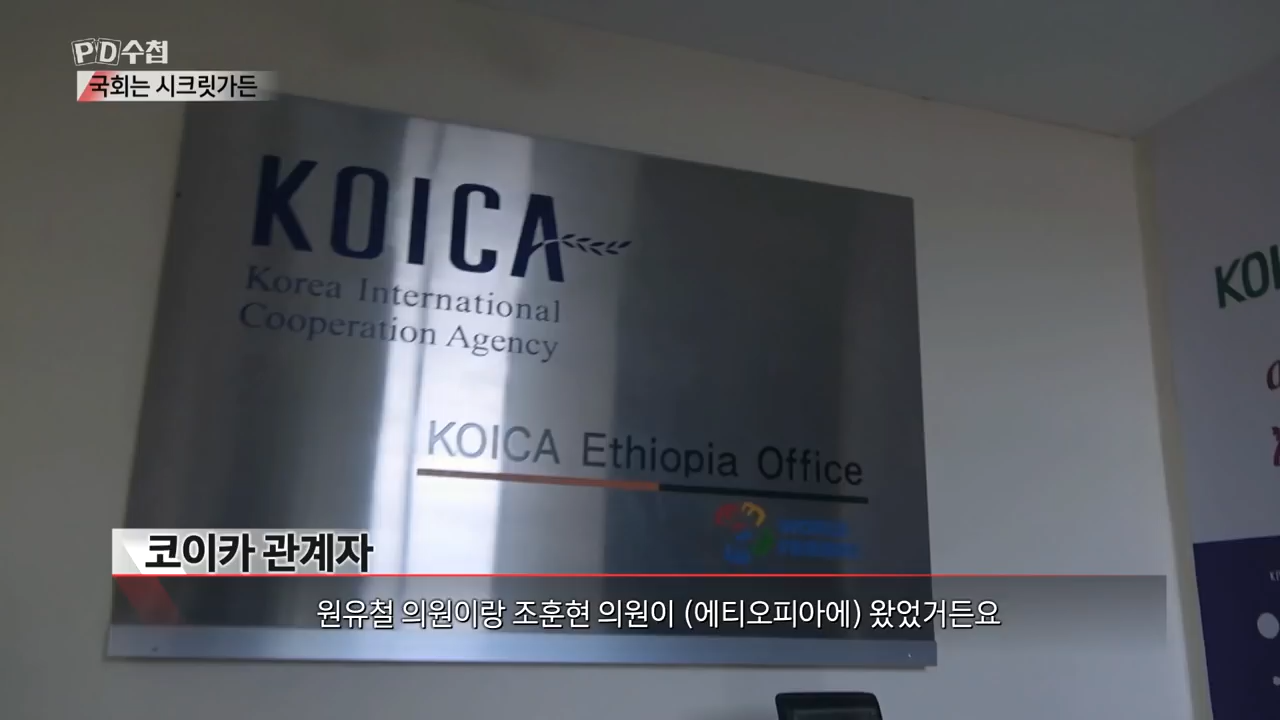 PD수첩
국회는 시크릿가든
KOICA
Korea International
Cooperation Agency
KOICA Ethiopia Office
코이카 관계자
원유철 의원이랑 조훈현 의원이 (에티오피아에) 왔었거든요